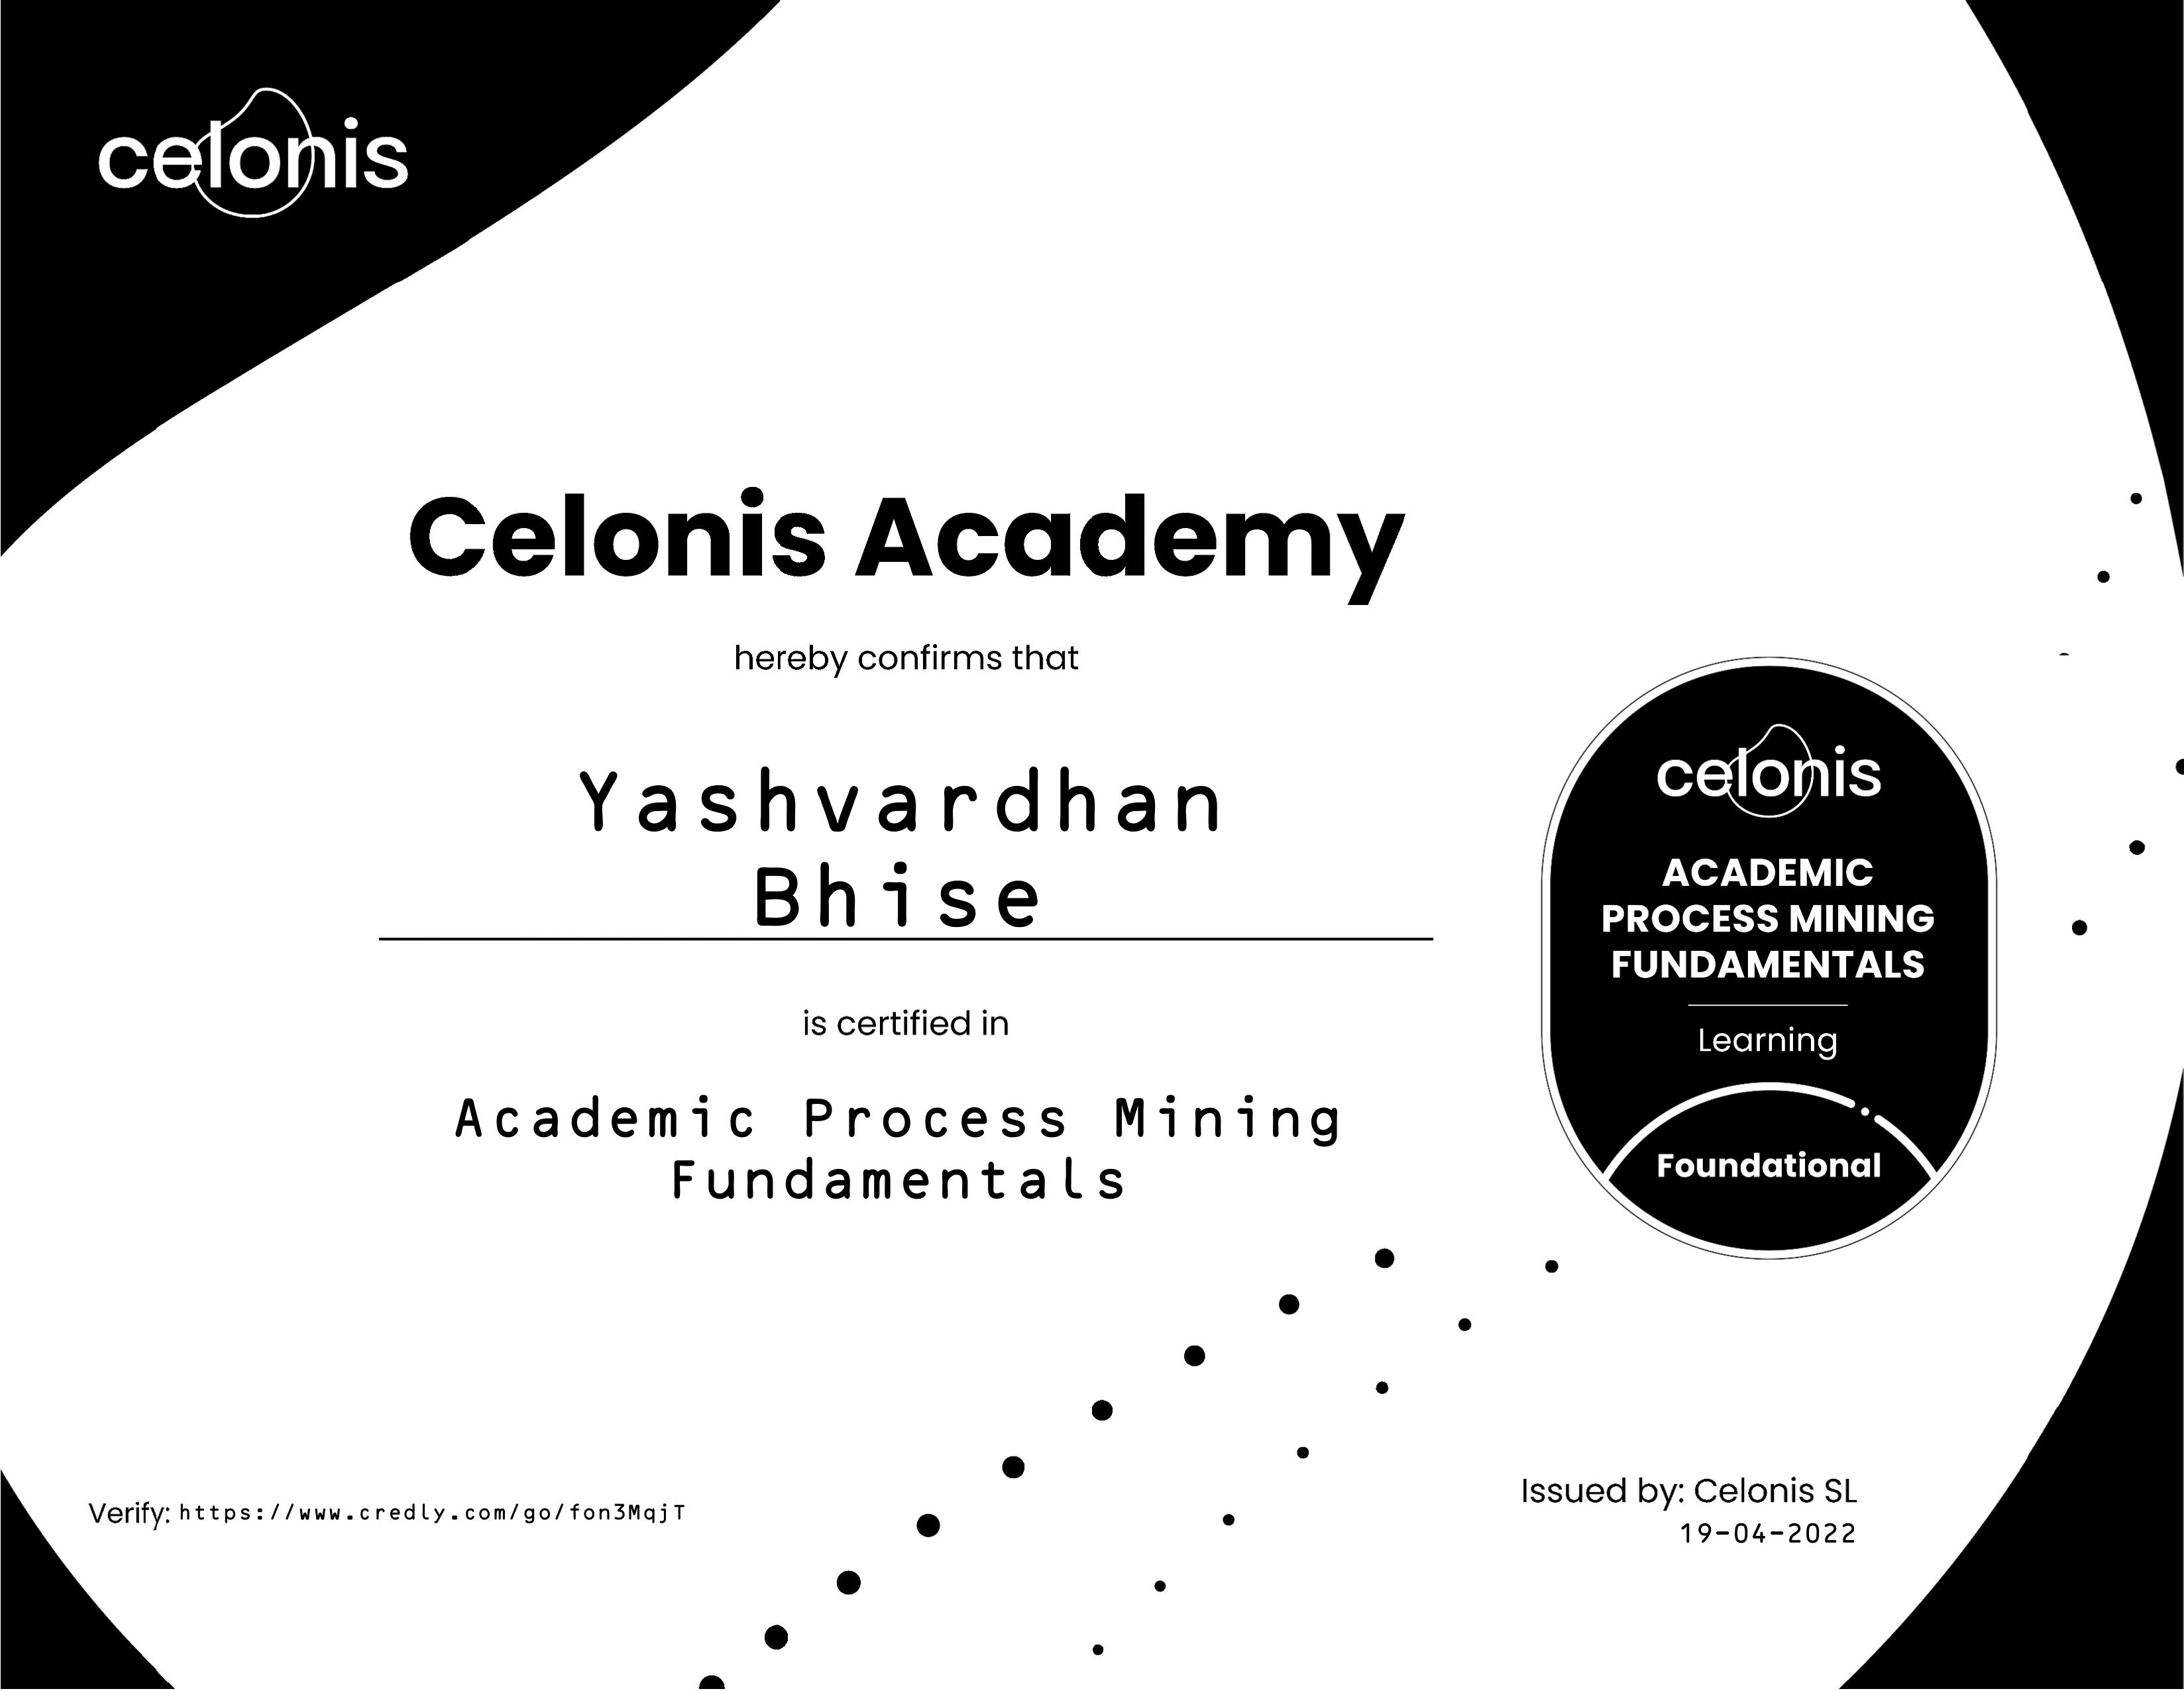 celonis
Celonis Academy
hereby confirms that
Yashvardhan
Bhise
is certified in
Academic Process Mining
Fundamentals
celonis
ACADEMIC
PROCESS MINING
FUNDAMENTALS
Learning
Foundational
Verify: https://www.credly.com/go/fon3MqjT
Issued by: Celonis SL
19-04-2022